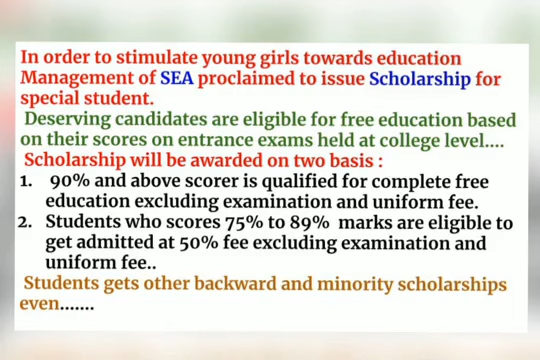 In order to stimulate young girls towards education
Management of SEA proclaimed to issue Scholarship for
special student.
Deserving candidates are eligible for free education based
on their scores on entrance exams held at college level....
Scholarship will be awarded on two basis :
1. 90% and above scorer is qualified for complete free
education excluding examination and uniform fee.
2. Students who scores 75% to 89% marks are eligible to
get admitted at 50% fee excluding examination and
uniform fee..
Students gets other backward and minority scholarships
even.......